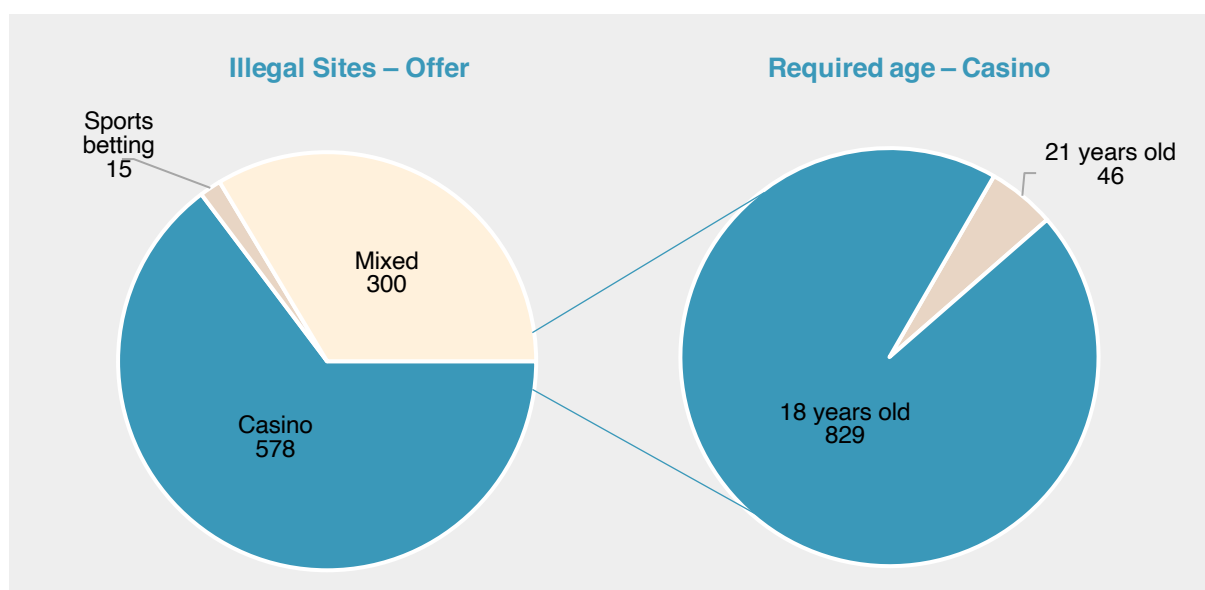 Illegal Sites – Offer
Sports
betting
15
Mixed
300
Casino
578
Required age – Casino
21 years old
46
18 years old
829